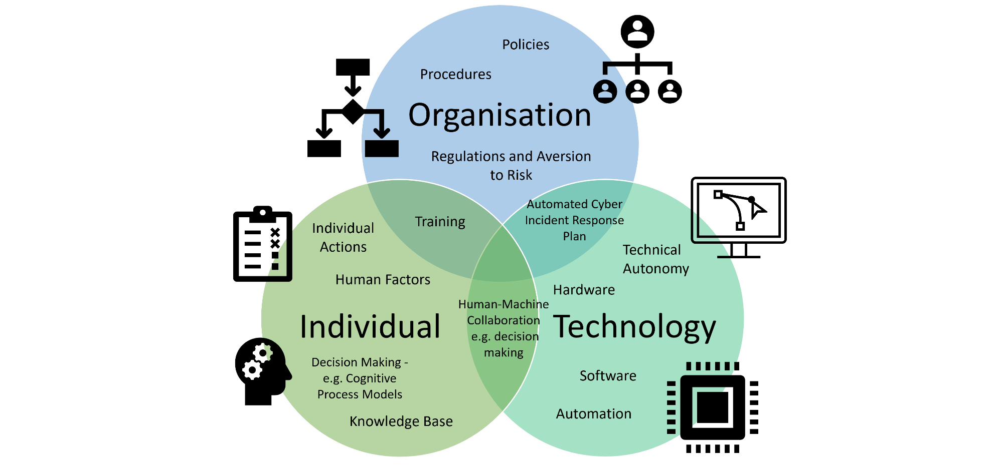 Policies
Procedures
Organisation
Regulations and Aversion
to Risk
Automated Cyber
Incident Response
Plan
Training
Individual
Actions
Human Factors
Individual
Decision Making -
e.g. Cognitive
Process Models
Knowledge Base
Human-Machine
Collaboration
e.g. decision
making
Technical
Autonomy
Hardware
Technology
Software
Automation